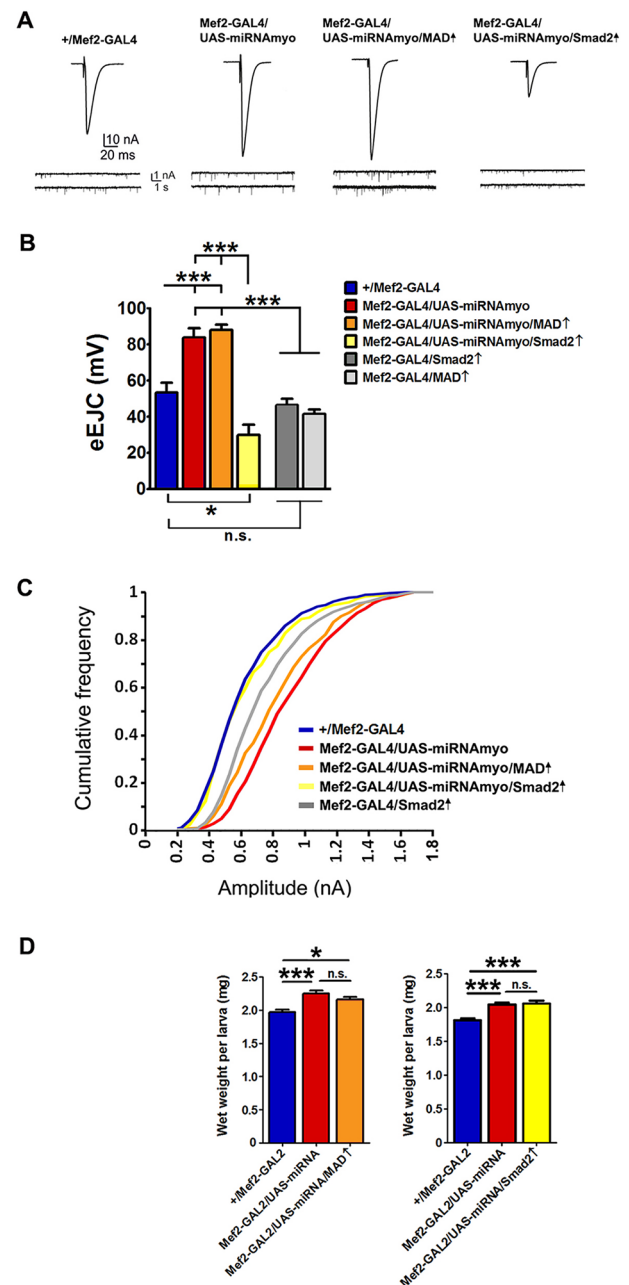 A
+/Mef2-GAL4
Mef2-GAL4/
UAS-miRNAmyo
Mef2-GAL4/
UAS-miRNAmyo/MAD↑
Mef2-GAL4/
UAS-miRNAmyo/Smad2↑
10 nA
20 ms
1 nA
1 s
B
***
***
***
100
80
60
40
20
0
eEJC (mV)
*
n.s.
+/Mef2-GAL4
Mef2-GAL4/UAS-miRNAmyo
Mef2-GAL4/UAS-miRNAmyo/MAD↑
Mef2-GAL4/UAS-miRNAmyo/Smad2↑
Mef2-GAL4/Smad2↑
Mef2-GAL4/MAD↑
C
Cumulative frequency
1
0.8
0.6
0.4
0.2
0
+/Mef2-GAL4
Mef2-GAL4/UAS-miRNAmyo
Mef2-GAL4/UAS-miRNAmyo/MAD↑
Mef2-GAL4/UAS-miRNAmyo/Smad2↑
Mef2-GAL4/Smad2↑
0 0.2 0.4 0.6 0.8 1 1.2 1.4 1.6 1.8
Amplitude (nA)
D
*
*** n.s.
Wet weight per larva (mg)
2.5
2.0
1.5
1
0.5
0
+/Mef2-GAL2
Mef2-GAL2/UAS-miRNA
Mef2-GAL2/UAS-miRNA/MAD↑
***
*** n.s.
Wet weight per larva (mg)
2.5
2.0
1.5
1.0
0.5
0
+/Mef2-GAL2
Mef2-GAL2/UAS-miRNA
Mef2-GAL2/UAS-miRNA/Smad2↑